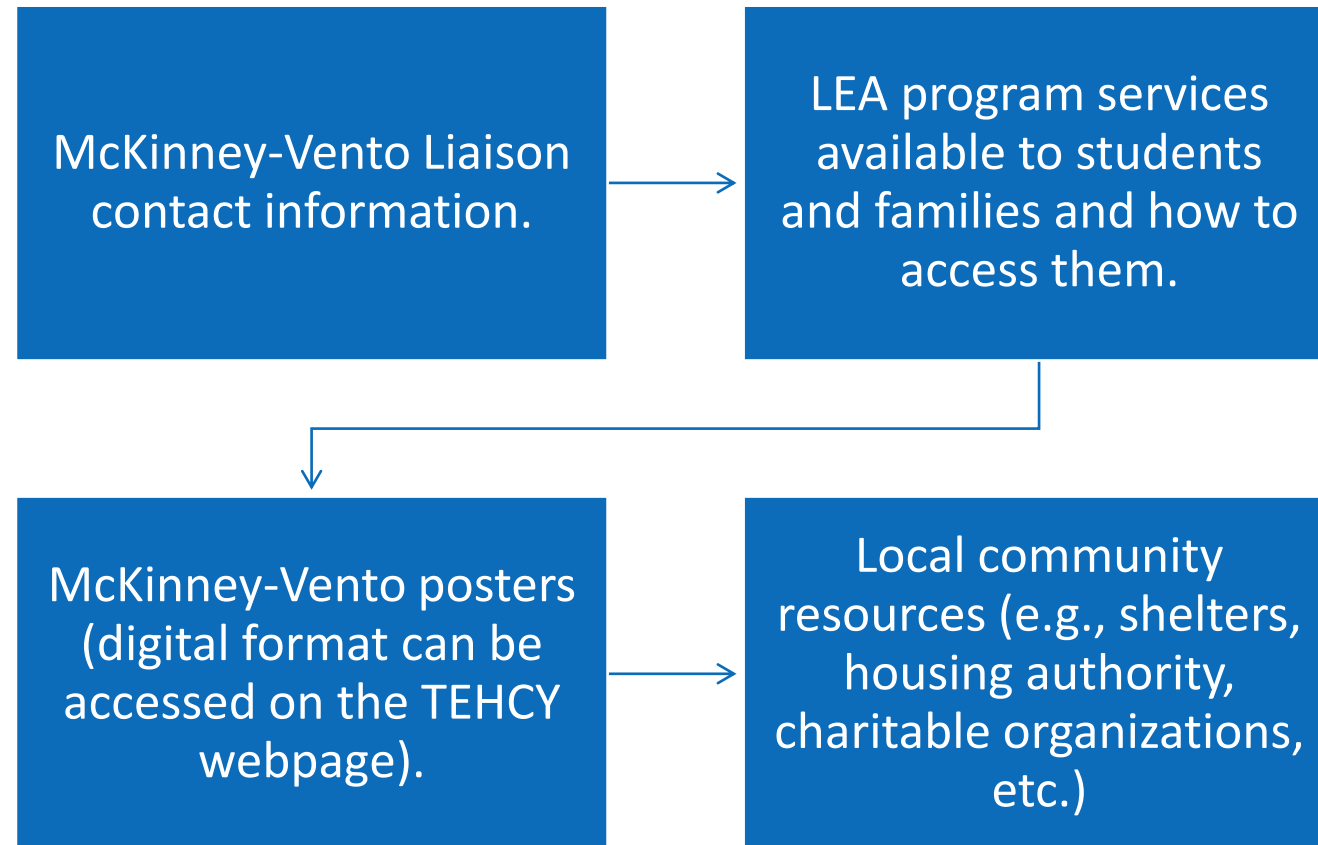 McKinney-Vento Liaison
contact information.
LEA program services
available to students
and families and how to
access them.
McKinney-Vento posters
(digital format can be
accessed on the TEHCY
webpage).
Local community
resources (e.g., shelters,
housing authority,
charitable organizations,
etc.)